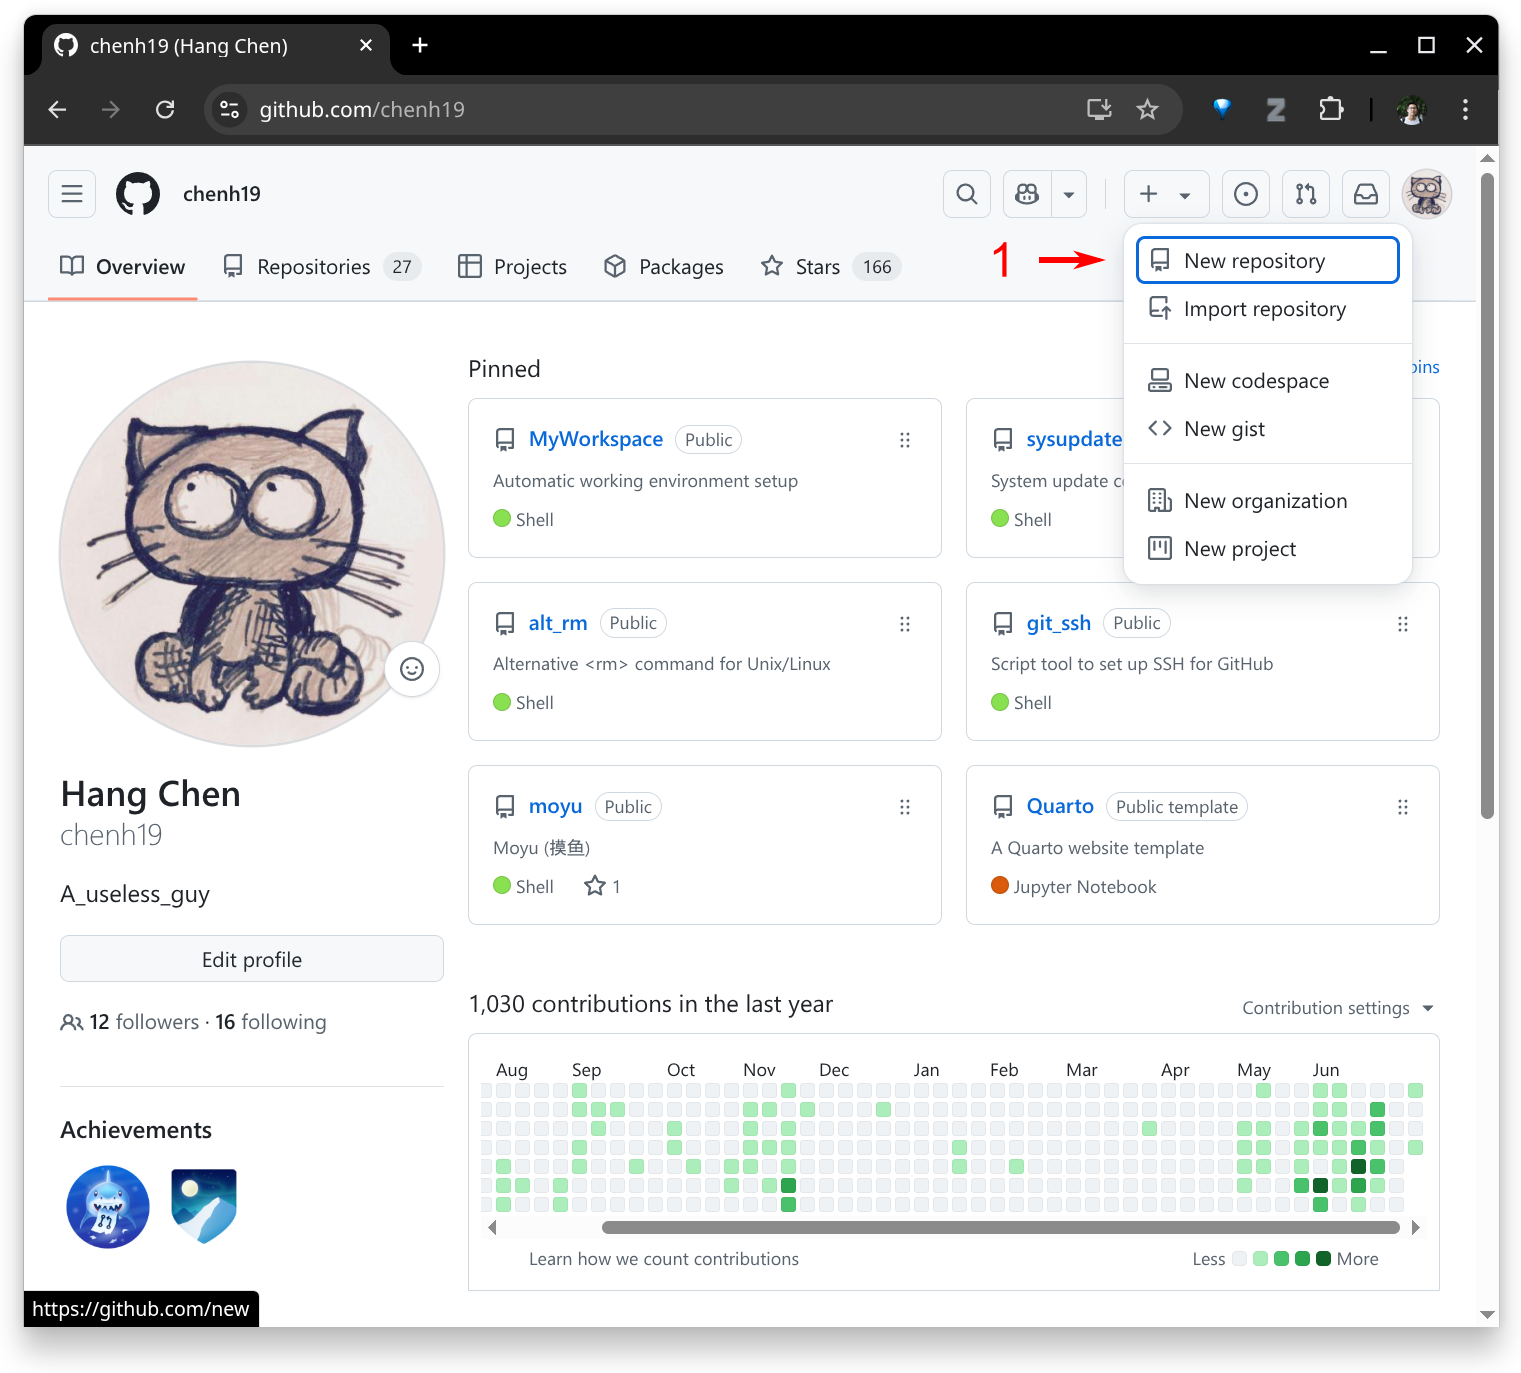 chenh19 (Hang Chen)
github.com/chenh19
chenh19
Overview
Repositories 27
Projects
Packages
Stars 166
1
New repository
Import repository
New codespace
New gist
New organization
New project
Pinned
pins
MyWorkspace Public
Automatic working environment setup
Shell
sysupdate
System update c
Shell
alt_rm Public
Alternative <rm> command for Unix/Linux
Shell
git_ssh Public
Script tool to set up SSH for GitHub
Shell
moyu Public
Moyu (摸鱼)
Shell 1
Quarto Public template
A Quarto website template
Jupyter Notebook
Hang Chen
chenh19
A_useless_guy
Edit profile
12 followers · 16 following
Achievements
1,030 contributions in the last year
Contribution settings
Aug Sep Oct Nov Dec Jan Feb Mar Apr May Jun
Learn how we count contributions
Less More
https://github.com/new